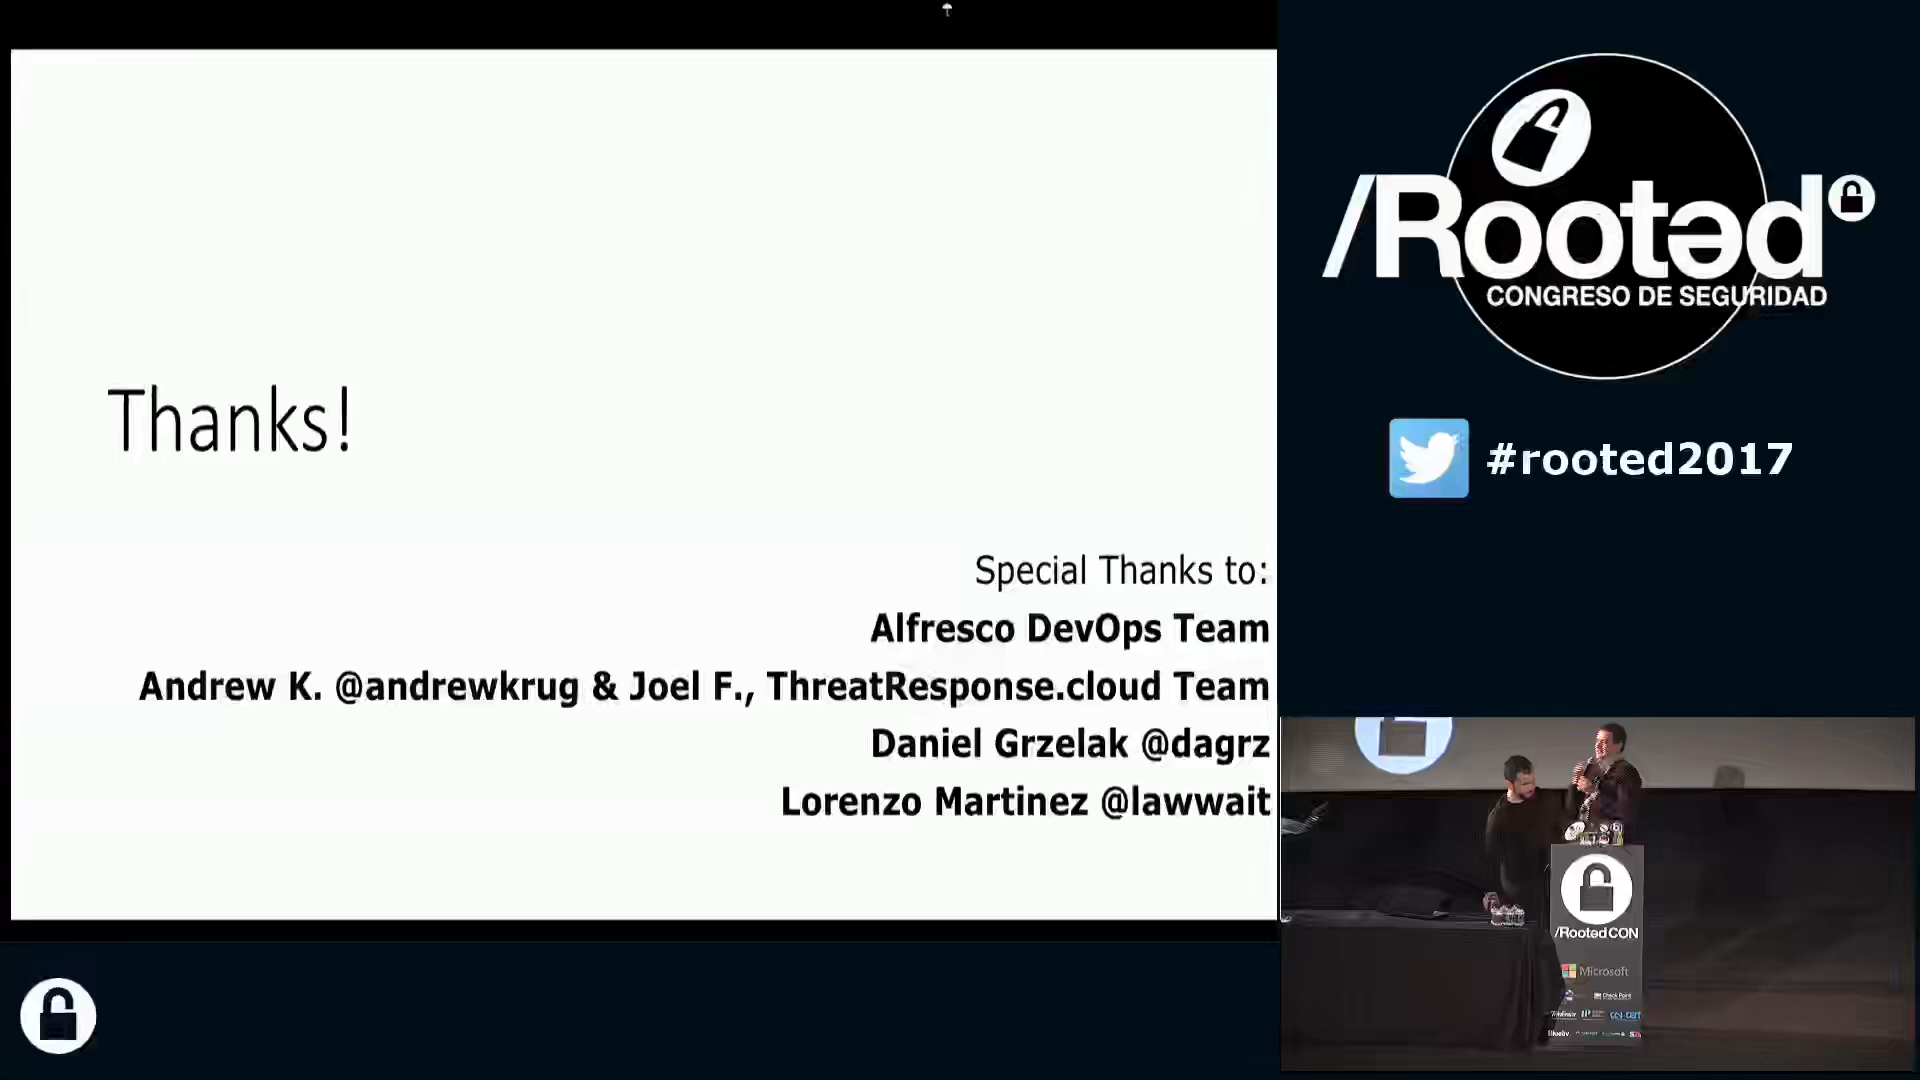 Thanks!
Special Thanks to:
Alfresco DevOps Team
Andrew K. @andrewkrug & Joel F., ThreatResponse.cloud Team
Daniel Grzelak @dagrz
Lorenzo Martinez @lawwait
/Rootəd
CONGRESO DE SEGURIDAD
#rooted2017
/RootedCON
Microsoft
Check Point
Telefónica